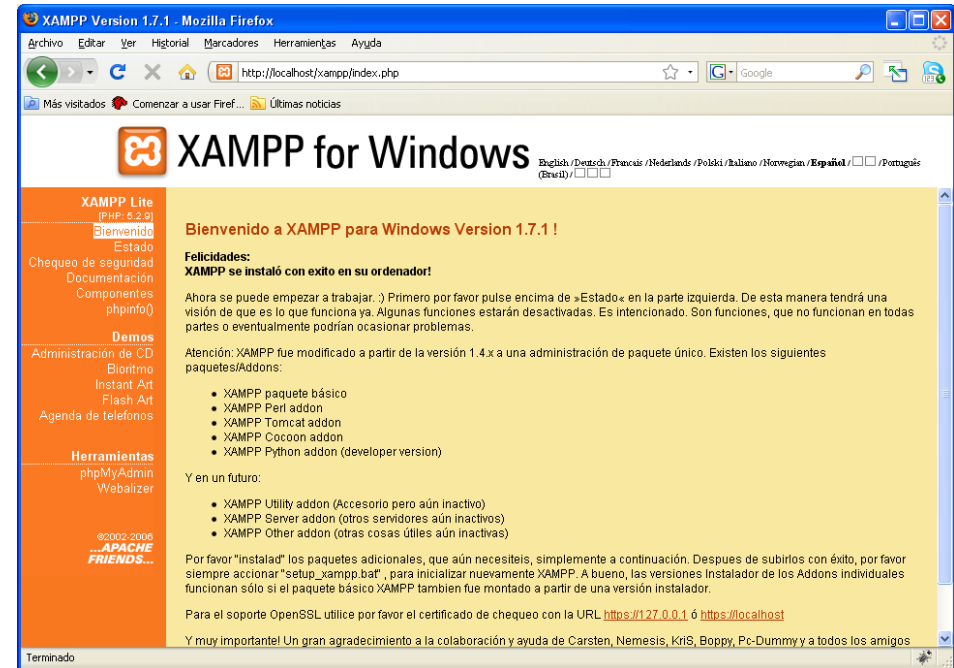 XAMPP Version 1.7.1 - Mozilla Firefox
Archivo Editar Ver Historial Marcadores Herramientas Ayuda
http://localhost/xampp/index.php
Google
Más visitados Comenzar a usar Firef... Últimas noticias
XAMPP for Windows
English / Deutsch / Francais / Nederlands / Polski / Italiano / Norwegian / Español / □□ / Português
(Brasil) / □□□
XAMPP Lite
[PHP: 5.2.9]
Bienvenido
Estado
Chequeo de seguridad
Documentación
Componentes
phpinfo()
Demos
Administración de CD
Bioritmo
Instant Art
Flash Art
Agenda de telefonos
Herramientas
phpMyAdmin
Webalizer
©2002-2006
...APACHE
FRIENDS...
Bienvenido a XAMPP para Windows Version 1.7.1 !
Felicidades:
XAMPP se instaló con exito en su ordenador!
Ahora se puede empezar a trabajar. :) Primero por favor pulse encima de »Estado« en la parte izquierda. De esta manera tendrá una
visión de que es lo que funciona ya. Algunas funciones estarán desactivadas. Es intencionado. Son funciones, que no funcionan en todas
partes o eventualmente podrían ocasionar problemas.
Atención: XAMPP fue modificado a partir de la versión 1.4.x a una administración de paquete único. Existen los siguientes
paquetes/Addons:
• XAMPP paquete básico
• XAMPP Perl addon
• XAMPP Tomcat addon
• XAMPP Cocoon addon
• XAMPP Python addon (developer version)
Y en un futuro:
• XAMPP Utility addon (Accesorio pero aún inactivo)
• XAMPP Server addon (otros servidores aún inactivos)
• XAMPP Other addon (otras cosas útiles aún inactivas)
Por favor "instalad" los paquetes adicionales, que aún necesiteis, simplemente a continuación. Despues de subirlos con éxito, por favor
siempre accionar "setup_xampp.bat" , para inicializar nuevamente XAMPP. A bueno, las versiones Instalador de los Addons individuales
funcionan sólo si el paquete básico XAMPP tambien fue montado a partir de una versión instalador.
Para el soporte OpenSSL utilice por favor el certificado de chequeo con la URL https://127.0.0.1 ó https://localhost
Y muy importante! Un gran agradecimiento a la colaboración y ayuda de Carsten, Nemesis, KriS, Boppy, Pc-Dummy y a todos los amigos
Terminado